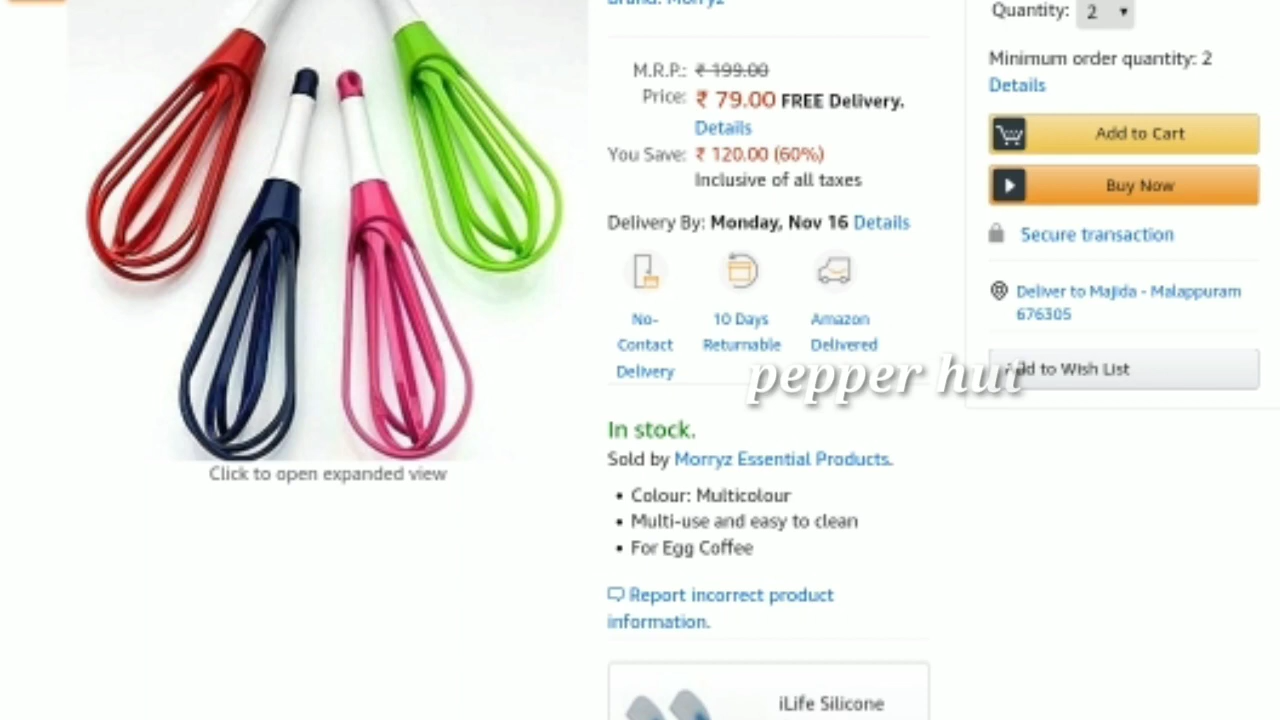 Brand: Morryz
M.R.P.: ₹ 199.00
Price: ₹ 79.00 FREE Delivery.
Details
You Save: ₹ 120.00 (60%)
Inclusive of all taxes
Delivery By: Monday, Nov 16 Details
No-
Contact
Delivery
10 Days
Returnable
Amazon
Delivered
pepper hut
In stock.
Sold by Morryz Essential Products.
• Colour: Multicolour
• Multi-use and easy to clean
• For Egg Coffee
Report incorrect product
information.
iLife Silicone
Click to open expanded view
Quantity: 2
Minimum order quantity: 2
Details
Add to Cart
Buy Now
Secure transaction
Deliver to Majida - Malappuram
676305
Add to Wish List